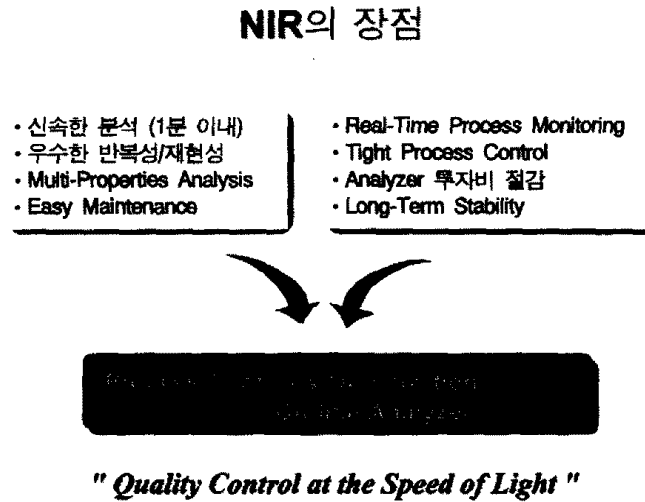 NIR의 장점
· 신속한 분석 (1분 이내)
· 우수한 반복성/재현성
· Multi-Properties Analysis
· Easy Maintenance
· Real-Time Process Monitoring
· Tight Process Control
· Analyzer 투자비 절감
· Long-Term Stability
Analyzer
" Quality Control at the Speed of Light "